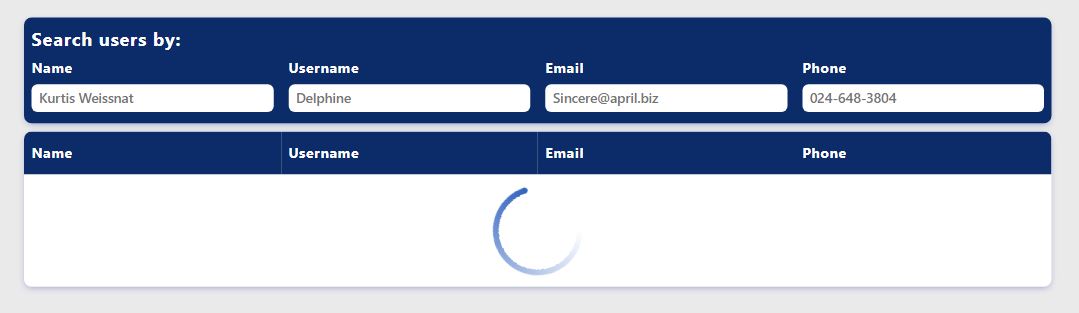 Search users by:
Name Username Email Phone
Kurtis Weissnat Delphine Sincere@april.biz 024-648-3804
Name Username Email Phone